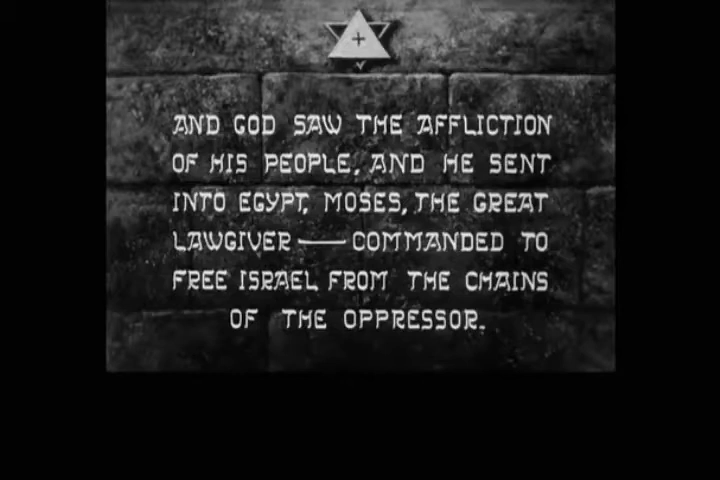 AND GOD SAW THE AFFLICTION
OF HIS PEOPLE, AND HE SENT
INTO EGYPT, MOSES, THE GREAT
LAWGIVER — COMMANDED TO
FREE ISRAEL FROM THE CHAINS
OF THE OPPRESSOR.